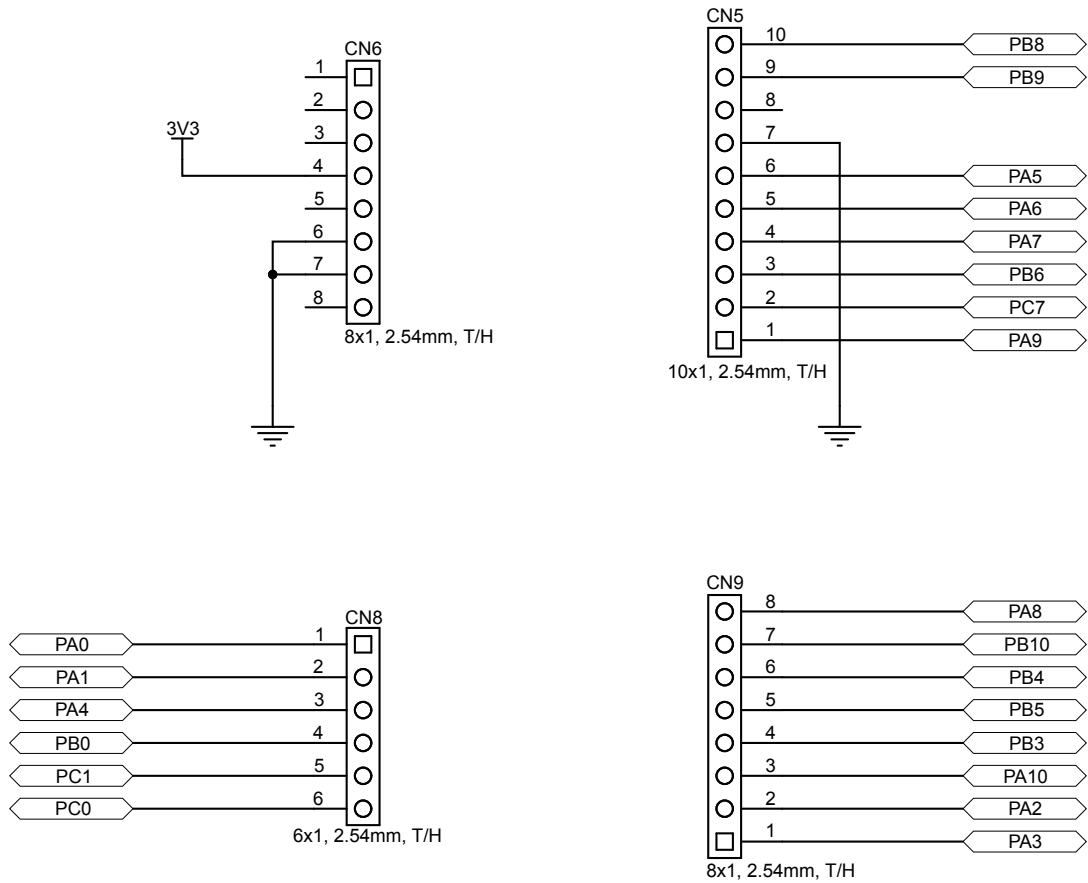 CN6
1
2
3
3V3
4
5
6
7
8
8x1, 2.54mm, T/H
CN5
10 PB8
9 PB9
8
7
6 PA5
5 PA6
4 PA7
3 PB6
2 PC7
1 PA9
10x1, 2.54mm, T/H
CN8
PA0 1
PA1 2
PA4 3
PB0 4
PC1 5
PC0 6
6x1, 2.54mm, T/H
CN9
8 PA8
7 PB10
6 PB4
5 PB5
4 PB3
3 PA10
2 PA2
1 PA3
8x1, 2.54mm, T/H